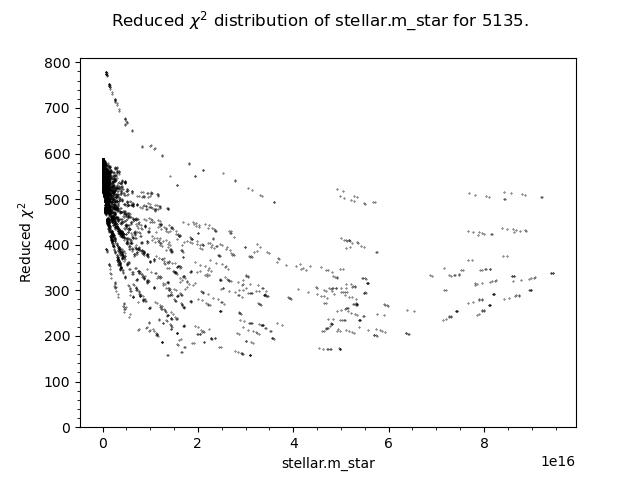 Reduced χ² distribution of stellar.m_star for 5135.
800
700
600
500
400
300
200
100
0
Reduced χ²
0 2 4 6 8
1e16
stellar.m_star